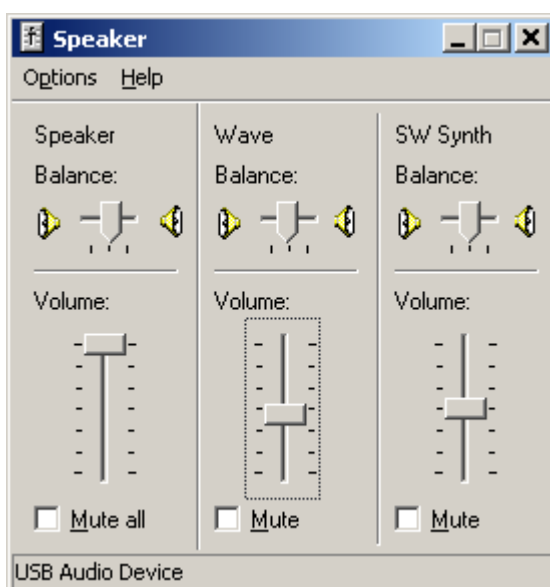 Speaker
Options Help
Speaker Wave SW Synth
Balance: Balance: Balance:
Volume: Volume: Volume:
Mute all Mute Mute
USB Audio Device